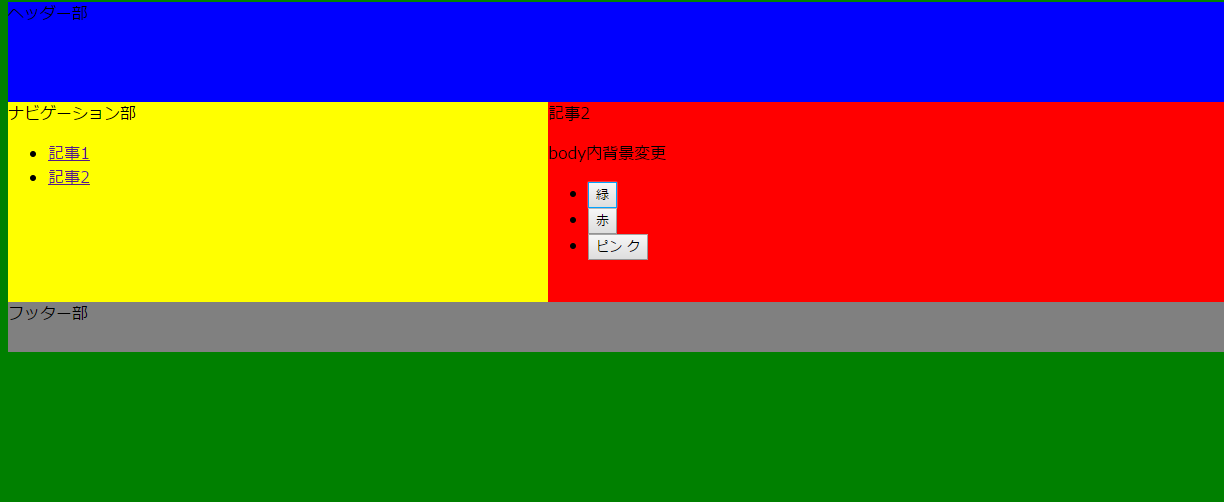 ヘッダー部
ナビゲーション部
記事1
記事2
記事2
body内背景変更
緑
赤
ピンク
フッター部